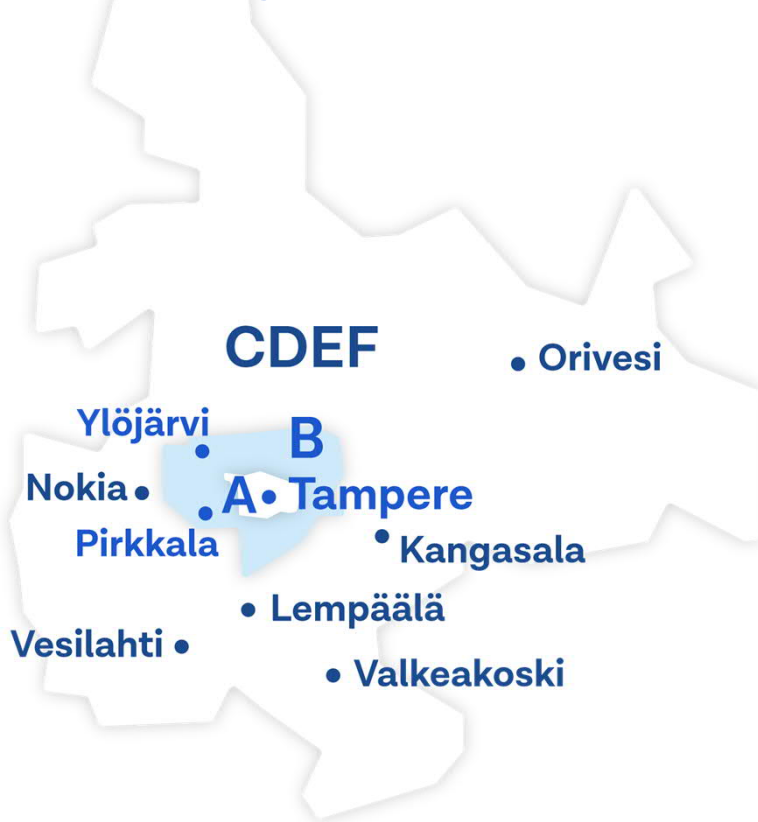 CDEF
Orivesi
Ylöjärvi
B
Nokia
A
Tampere
Pirkkala
Kangasala
Lempäälä
Vesilahti
Valkeakoski